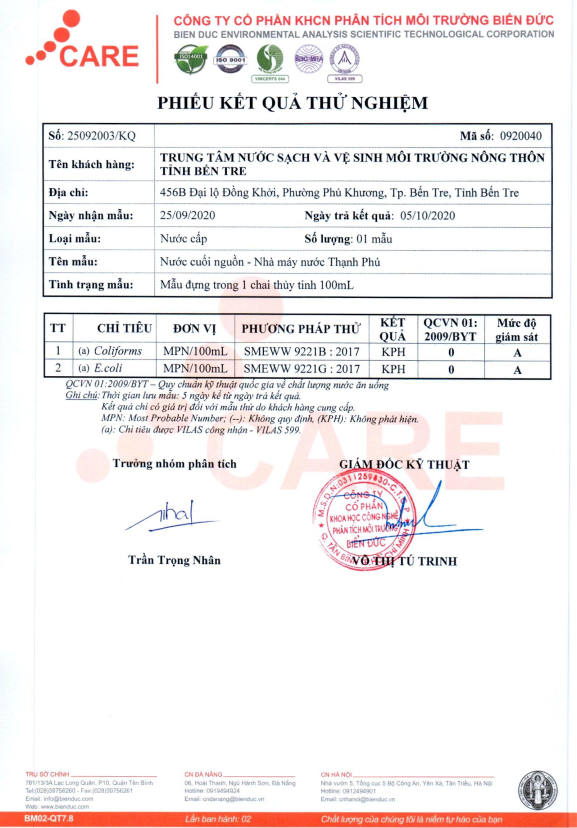 CARE
CÔNG TY CỔ PHẦN KHCN PHÂN TÍCH MÔI TRƯỜNG BIÊN ĐỨC
BIEN DUC ENVIRONMENTAL ANALYSIS SCIENTIFIC TECHNOLOGICAL CORPORATION
ISO14001
ISO 9001
VIMCERTS 044
VILAS 599
PHIẾU KẾT QUẢ THỬ NGHIỆM
Số: 25092003/KQ Mã số: 0920040
Tên khách hàng: TRUNG TÂM NƯỚC SẠCH VÀ VỆ SINH MÔI TRƯỜNG NÔNG THÔN
TỈNH BẾN TRE
Địa chỉ: 456B Đại lộ Đồng Khởi, Phường Phú Khương, Tp. Bến Tre, Tỉnh Bến Tre
Ngày nhận mẫu: 25/09/2020 Ngày trả kết quả: 05/10/2020
Loại mẫu: Nước cấp Số lượng: 01 mẫu
Tên mẫu: Nước cuối nguồn - Nhà máy nước Thạnh Phú
Tình trạng mẫu: Mẫu đựng trong 1 chai thủy tinh 100mL
TT CHỈ TIÊU ĐƠN VỊ PHƯƠNG PHÁP THỬ KẾT QUẢ QCVN 01: 2009/BYT Mức độ giám sát
1 (a) Coliforms MPN/100mL SMEWW 9221B : 2017 KPH 0 A
2 (a) E.coli MPN/100mL SMEWW 9221G : 2017 KPH 0 A
QCVN 01:2009/BYT – Quy chuẩn kỹ thuật quốc gia về chất lượng nước ăn uống
Ghi chú: Thời gian lưu mẫu: 5 ngày kể từ ngày trả kết quả.
Kết quả chỉ có giá trị đối với mẫu thử do khách hàng cung cấp.
MPN: Most Probable Number; (--): Không quy định, (KPH): Không phát hiện.
(a): Chỉ tiêu được VILAS công nhận - VILAS 599.
Trưởng nhóm phân tích GIÁM ĐỐC KỸ THUẬT
M.S.D.N:0311259830-C.T.C.P
CÔNG TY
CỔ PHẦN
KHOA HỌC CÔNG NGHỆ
PHÂN TÍCH MÔI TRƯỜNG
BIÊN ĐỨC
Trần Trọng Nhân VÕ THỊ TÚ TRINH
TRỤ SỞ CHÍNH CN ĐÀ NẴNG CN HÀ NỘI
781/13/3A Lạc Long Quân, P10, Quận Tân Bình 06, Hoài Thanh, Ngũ Hành Sơn, Đà Nẵng Nhà vườn 5, Tổng cục 5 Bộ Công An, Yên Xá, Tân Triều, Hà Nội
Tel:(028)39756260 - Fax:(028)39756261 Hotline: 0919494924 Hotline: 0912494901
Email: info@bienduc.vn Email: cndanang@bienduc.vn Email: cnhanoi@bienduc.vn
Web: www.bienduc.com
BM02-QT7.8 Lần ban hành: 02 Chất lượng của chúng tôi là niềm tự hào của bạn